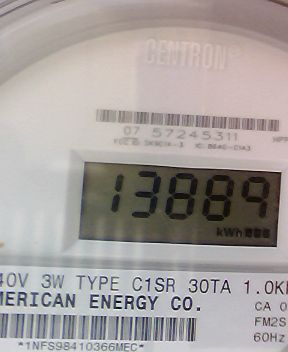 CENTRON®
07 57245311
13889
kWh
40V 3W TYPE C1SR 30TA 1.0K
MERICAN ENERGY CO.
CA 0
FM2S
60Hz
*1NFS98410366MEC*